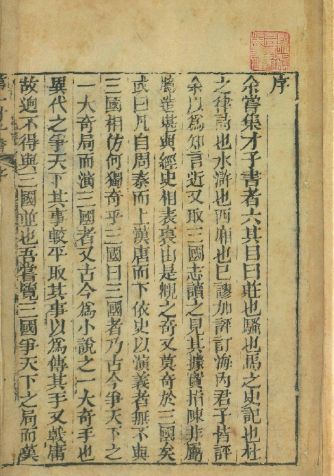 序
余嘗集才子書者六其目曰莊也騷也馬之史記也杜
之律詩也水滸也西廂也已謬加評訂海內君子皆許
余以為知言近又取三國志讀之見其據實指陳非屬
臆造堪與經史相表裏由是觀之奇又莫奇於三國矣
或曰凡自周秦而上漢唐而下依史以演義者無不與
三國相仿何獨奇乎三國曰三國者乃古今爭天下之
一大奇局而演三國者又古今為小說之一大奇手也
異代之爭天下其事較平取其事以為傳其手又較庸
故迥不得與三國並也吾嘗覽三國爭天下之局而歎